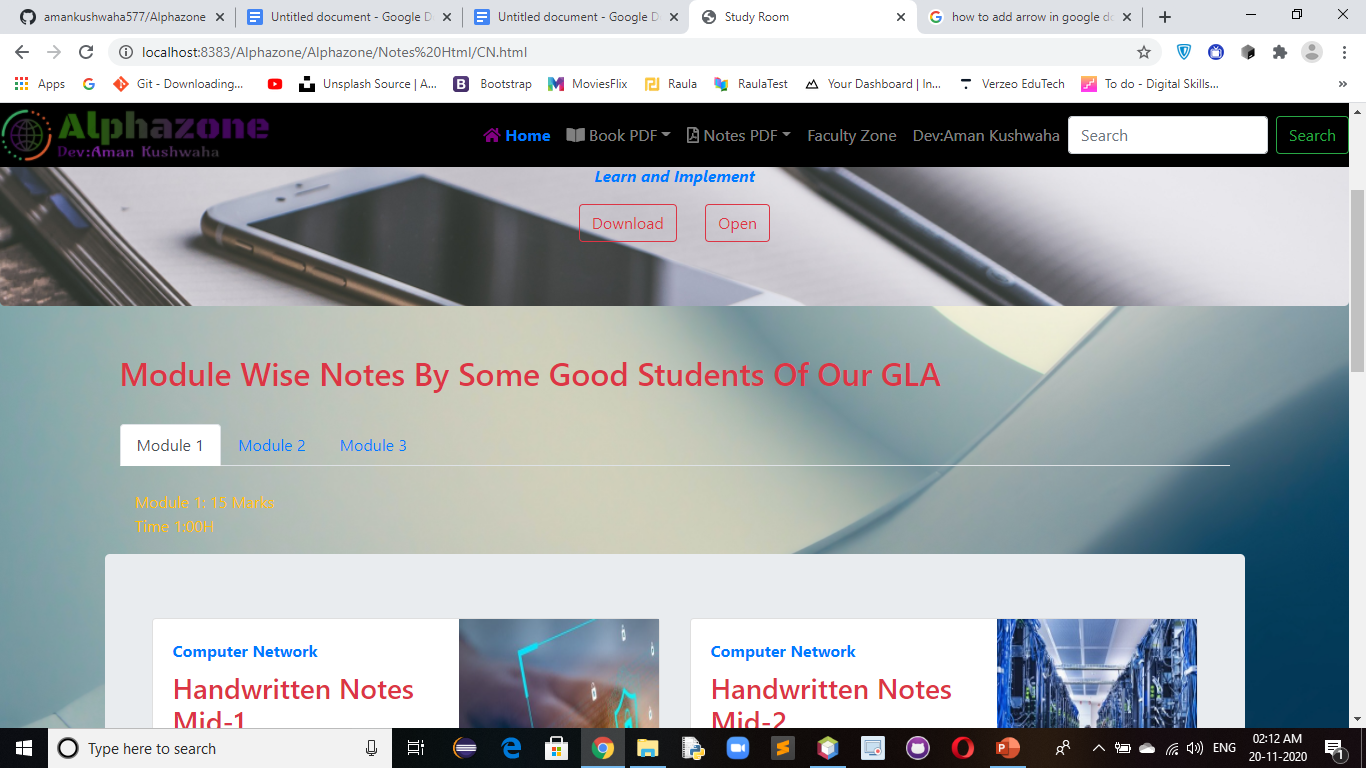 amankushwaha577/Alphazone
Untitled document - Google D
Untitled document - Google D
Study Room
how to add arrow in google do
localhost:8383/Alphazone/Alphazone/Notes%20Html/CN.html
Apps
Git - Downloading...
Unsplash Source | A...
Bootstrap
MoviesFlix
Raula
RaulaTest
Your Dashboard | In...
Verzeo EduTech
To do - Digital Skills...
»
Alphazone
Dev:Aman Kushwaha
Home
Book PDF
Notes PDF
Faculty Zone
Dev:Aman Kushwaha
Search
Search
Learn and Implement
Download
Open
Module Wise Notes By Some Good Students Of Our GLA
Module 1
Module 2
Module 3
Module 1: 15 Marks
Time 1:00H
Computer Network
Handwritten Notes
Mid-1
Computer Network
Handwritten Notes
Mid-2
Type here to search
ENG
02:12 AM
20-11-2020
1